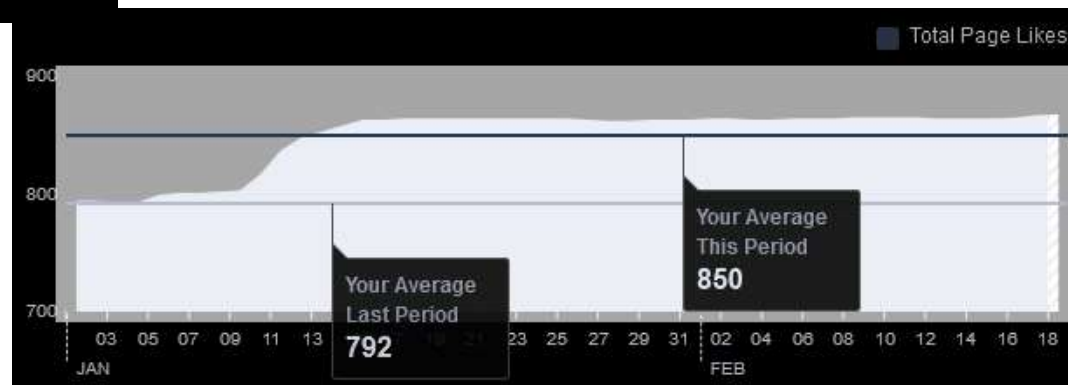 Total Page Likes
900
800
700
Your Average
This Period
850
Your Average
Last Period
792
03 05 07 09 11 13 23 25 27 29 31 02 04 06 08 10 12 14 16 18
JAN FEB